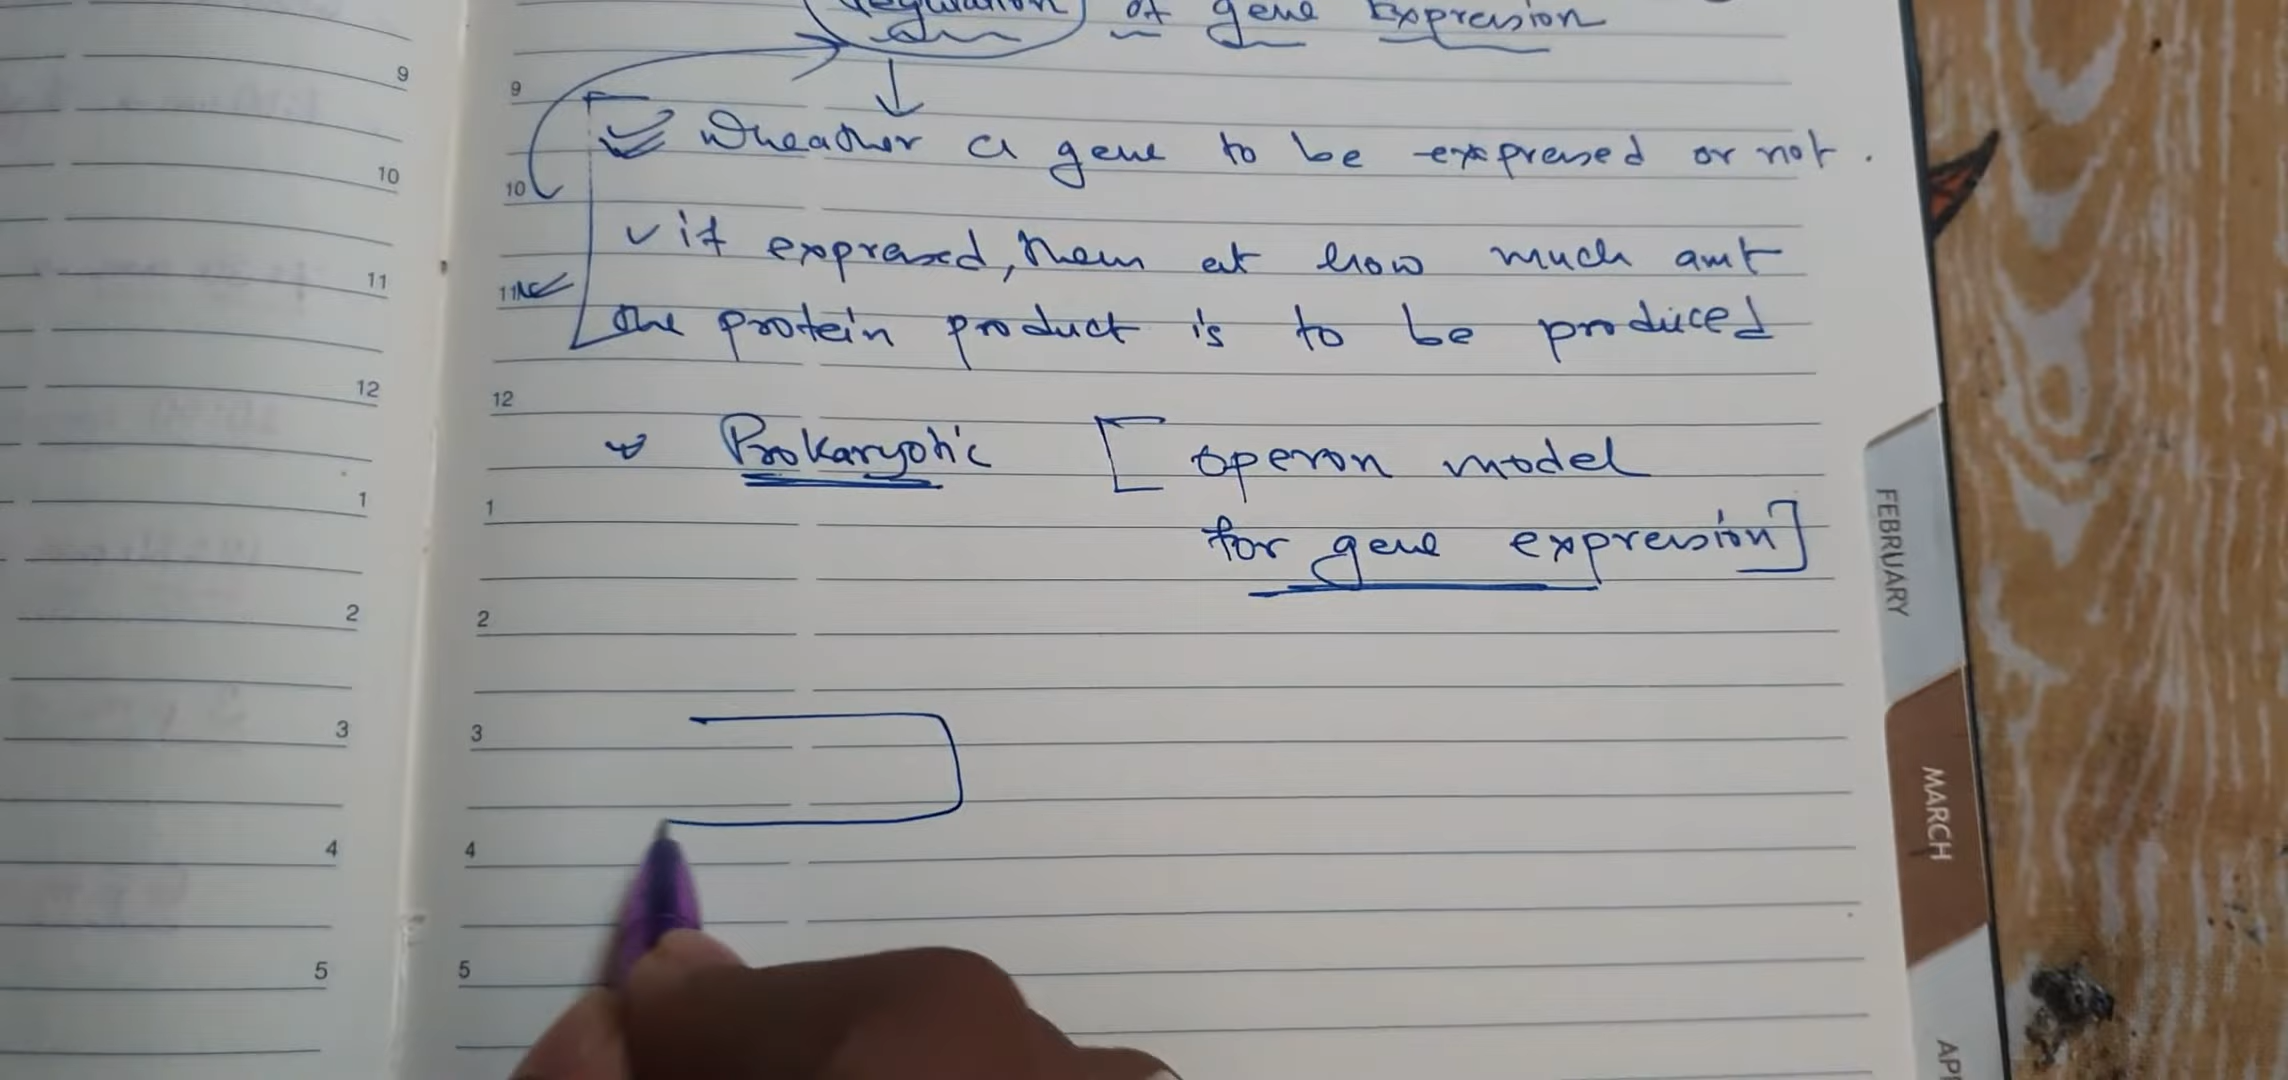 regulation of gene Expression
✓ Wheather a gene to be expressed or not.
✓ if expressed, then at how much amt
the protein product is to be produced
Prokaryotic [operon model
for gene expression]
9
10
11
12
1
2
3
4
5
9
10
11
12
1
2
3
4
5
FEBRUARY
MARCH